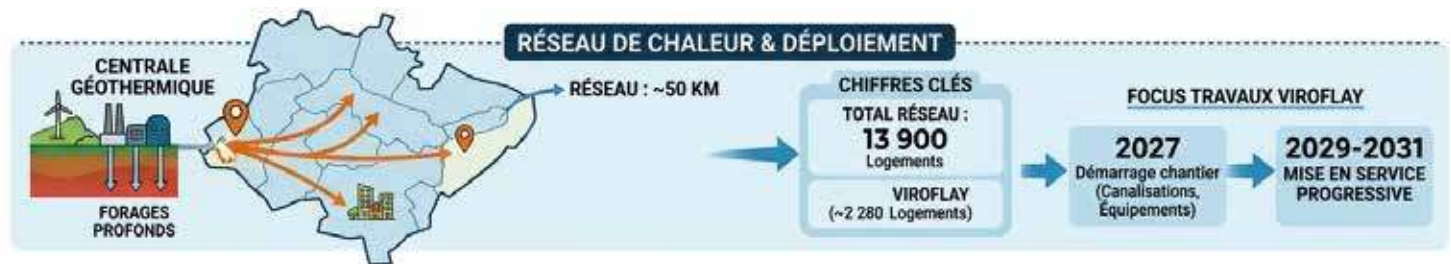 RÉSEAU DE CHALEUR & DÉPLOIEMENT
CENTRALE
GÉOTHERMIQUE
FORAGES
PROFONDS
RÉSEAU : ~50 KM
CHIFFRES CLÉS
TOTAL RÉSEAU :
13 900
Logements
VIROFLAY
(~2 280 Logements)
FOCUS TRAVAUX VIROFLAY
2027
Démarrage chantier
(Canalisations,
Équipements)
2029-2031
MISE EN SERVICE
PROGRESSIVE